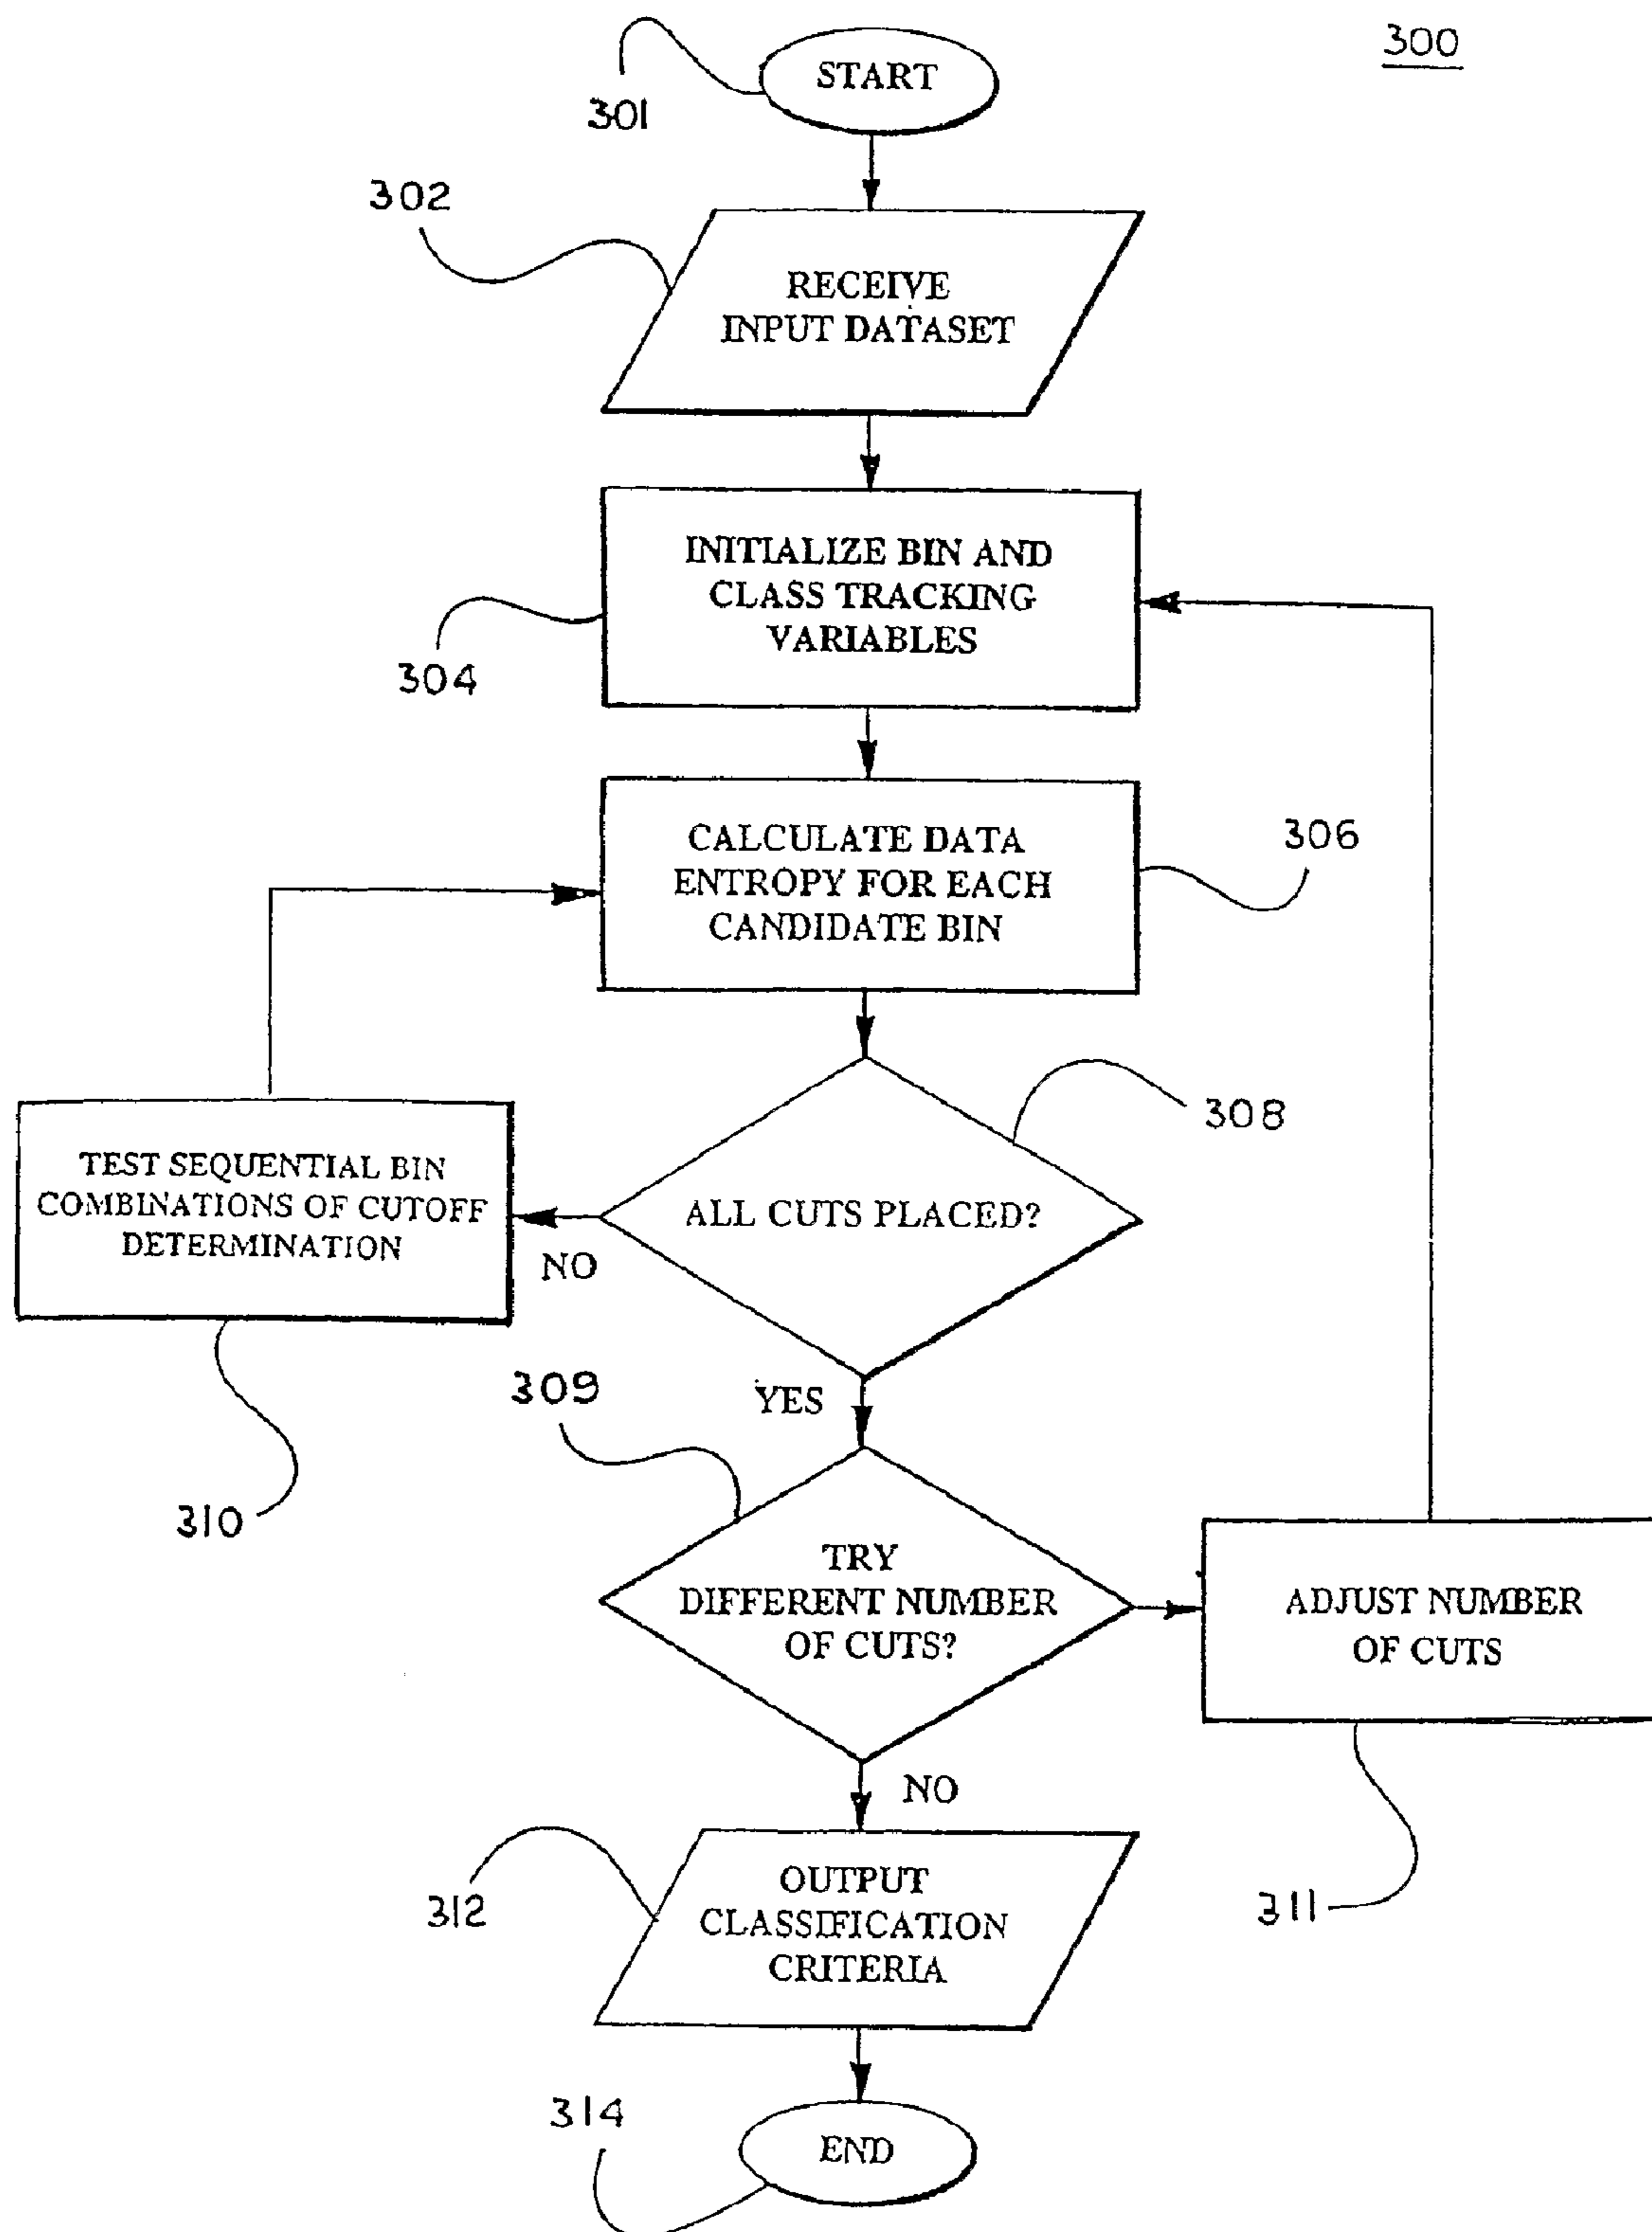 300
START
301
302
RECEIVE
INPUT DATASET
INITIALIZE BIN AND
CLASS TRACKING
VARIABLES
304
CALCULATE DATA
ENTROPY FOR EACH
CANDIDATE BIN
306
308
ALL CUTS PLACED?
TEST SEQUENTIAL BIN
COMBINATIONS OF CUTOFF
DETERMINATION
NO
310
YES
309
TRY
DIFFERENT NUMBER
OF CUTS?
ADJUST NUMBER
OF CUTS
311
NO
312
OUTPUT
CLASSIFICATION
CRITERIA
314
END